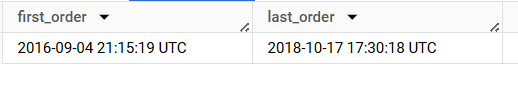 first_order last_order
2016-09-04 21:15:19 UTC 2018-10-17 17:30:18 UTC